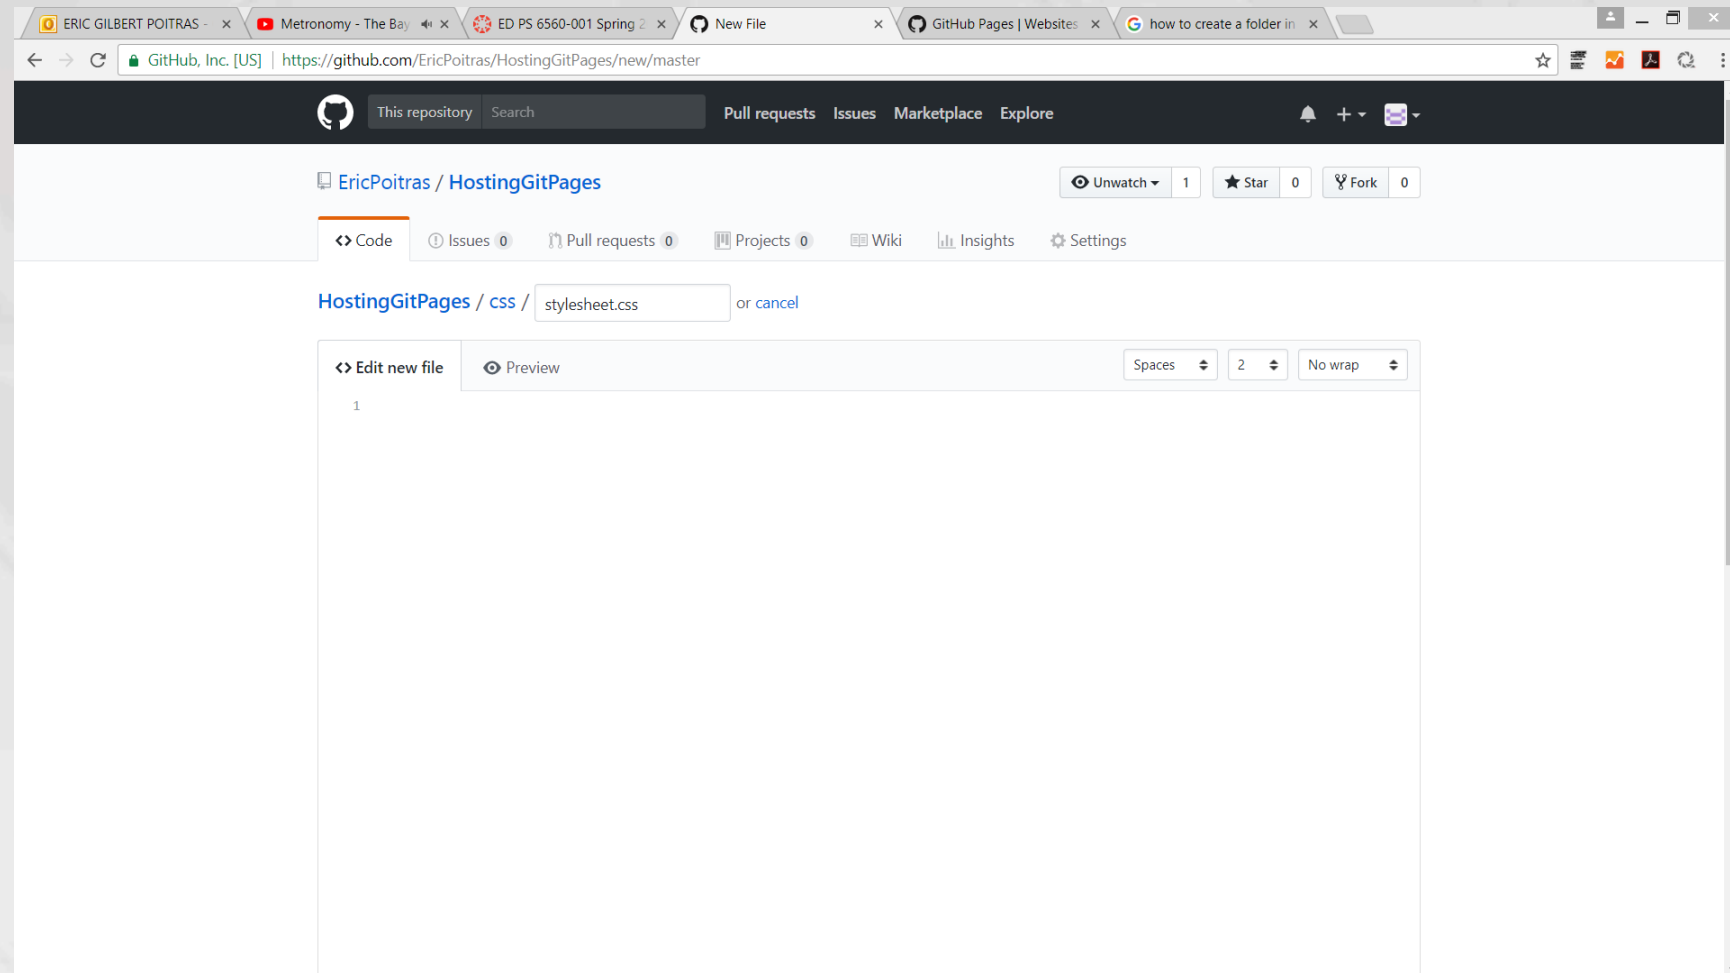 ERIC GILBERT POITRAS -
Metronomy - The Bay
ED PS 6560-001 Spring 2
New File
GitHub Pages | Websites
how to create a folder in
GitHub, Inc. [US] https://github.com/EricPoitras/HostingGitPages/new/master
This repository Search Pull requests Issues Marketplace Explore
EricPoitras / HostingGitPages Unwatch 1 Star 0 Fork 0
Code Issues 0 Pull requests 0 Projects 0 Wiki Insights Settings
HostingGitPages / css / stylesheet.css or cancel
<> Edit new file Preview Spaces 2 No wrap
1